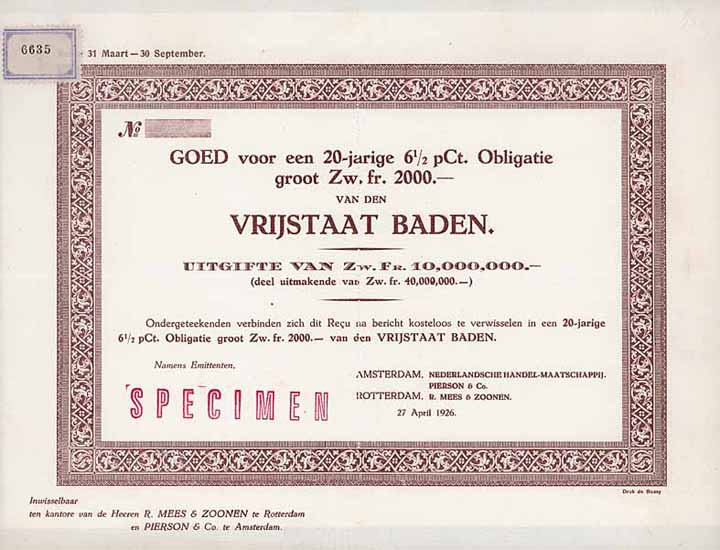 6635
31 Maart — 30 September.
No
GOED voor een 20-jarige 6½ pCt. Obligatie
groot Zw. fr. 2000.—
VAN DEN
VRIJSTAAT BADEN.
UITGIFTE VAN Zw. Fr. 10,000,000.—
(deel uitmakende van Zw. fr. 40,000,000.—)
Ondergeteekenden verbinden zich dit Reçu na bericht kosteloos te verwisselen in een 20-jarige
6½ pCt. Obligatie groot Zw. fr. 2000.— van den VRIJSTAAT BADEN.
Namens Emittenten,
AMSTERDAM, NEDERLANDSCHE HANDEL-MAATSCHAPPIJ.
PIERSON & Co.
ROTTERDAM, R. MEES & ZOONEN.
27 April 1926.
SPECIMEN
Druk de Bussy
Inwisselbaar
ten kantore van de Heeren R. MEES & ZOONEN te Rotterdam
en PIERSON & Co. te Amsterdam.